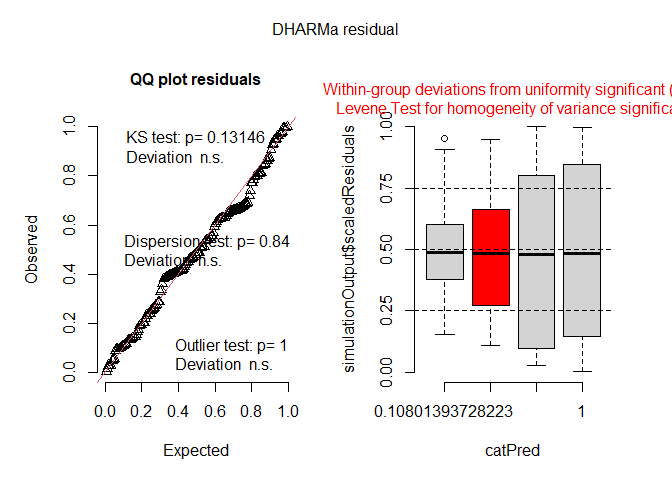 DHARMa residual
QQ plot residuals
KS test: p= 0.13146
Deviation n.s.
Dispersion test: p= 0.84
Deviation n.s.
Outlier test: p= 1
Deviation n.s.
Observed
0.0 0.2 0.4 0.6 0.8 1.0
0.0 0.2 0.4 0.6 0.8 1.0
Expected
Within-group deviations from uniformity significant (
Levene Test for homogeneity of variance significa
simulationOutput$scaledResiduals
0.00 0.25 0.50 0.75 1.00
0.10801393728223 1
catPred